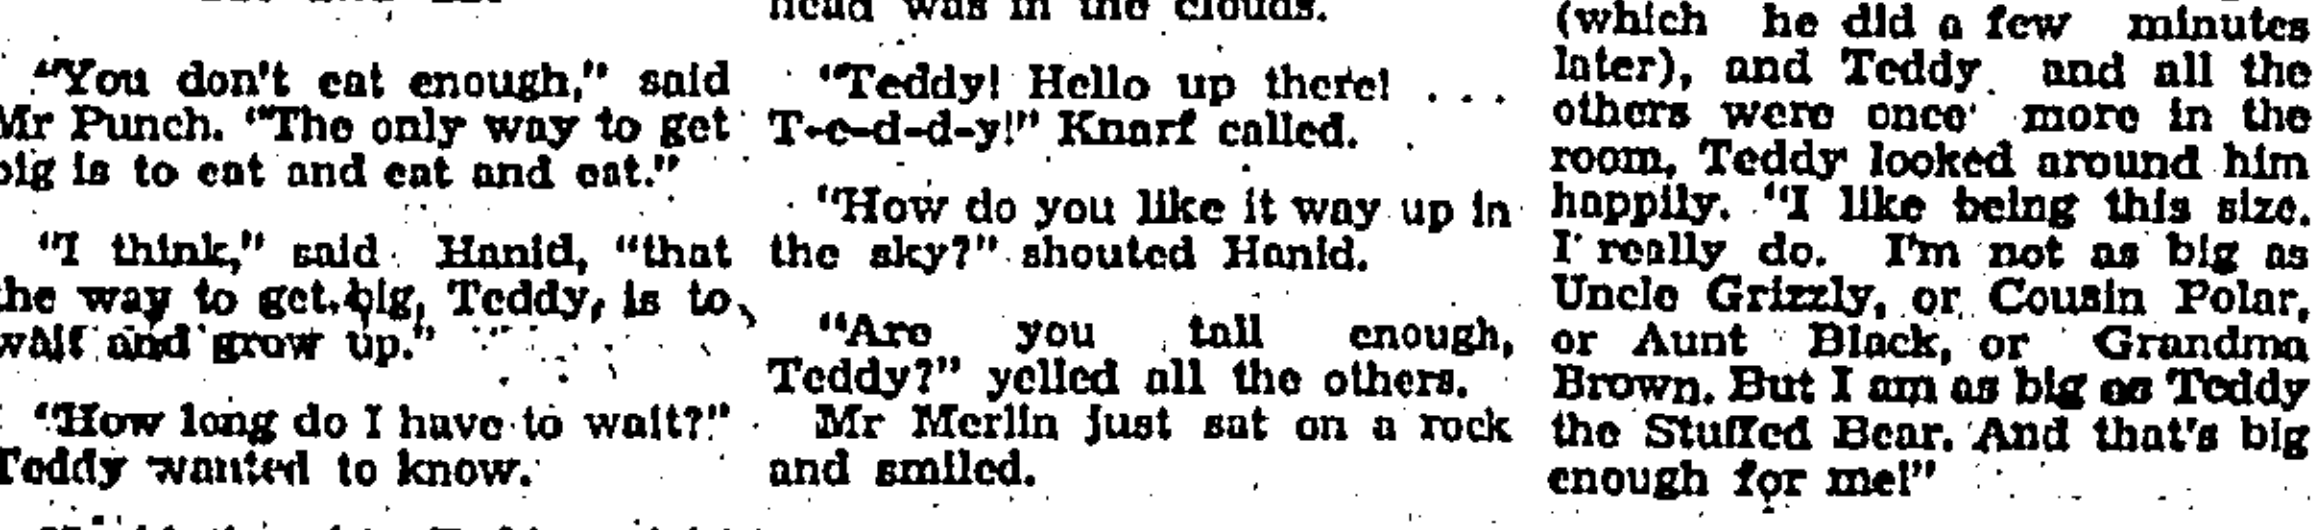 "You don't eat enough," said
Mr Punch. "The only way to get
big is to eat and eat and eat."
"I think," said Hanid, "that
the way to get big, Teddy, is to
wait and grow up."
"How long do I have to wait?"
Teddy wanted to know.
head was in the clouds.
"Teddy! Hello up there! ...
T-e-d-d-y!" Knarf called.
"How do you like it way up in
the sky?" shouted Hanid.
"Are you tall enough,
Teddy?" yelled all the others.
Mr Merlin just sat on a rock
and smiled.
(which he did a few minutes
later), and Teddy and all the
others were once more in the
room, Teddy looked around him
happily. "I like being this size.
I really do. I'm not as big as
Uncle Grizzly, or Cousin Polar,
or Aunt Black, or Grandma
Brown. But I am as big as Teddy
the Stuffed Bear. And that's big
enough for me!"